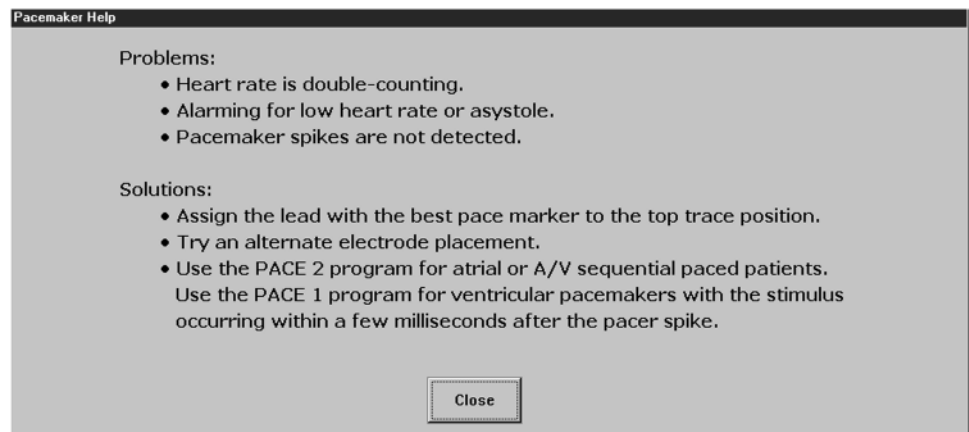 Pacemaker Help
Problems:
• Heart rate is double-counting.
• Alarming for low heart rate or asystole.
• Pacemaker spikes are not detected.
Solutions:
• Assign the lead with the best pace marker to the top trace position.
• Try an alternate electrode placement.
• Use the PACE 2 program for atrial or A/V sequential paced patients.
Use the PACE 1 program for ventricular pacemakers with the stimulus
occurring within a few milliseconds after the pacer spike.
Close